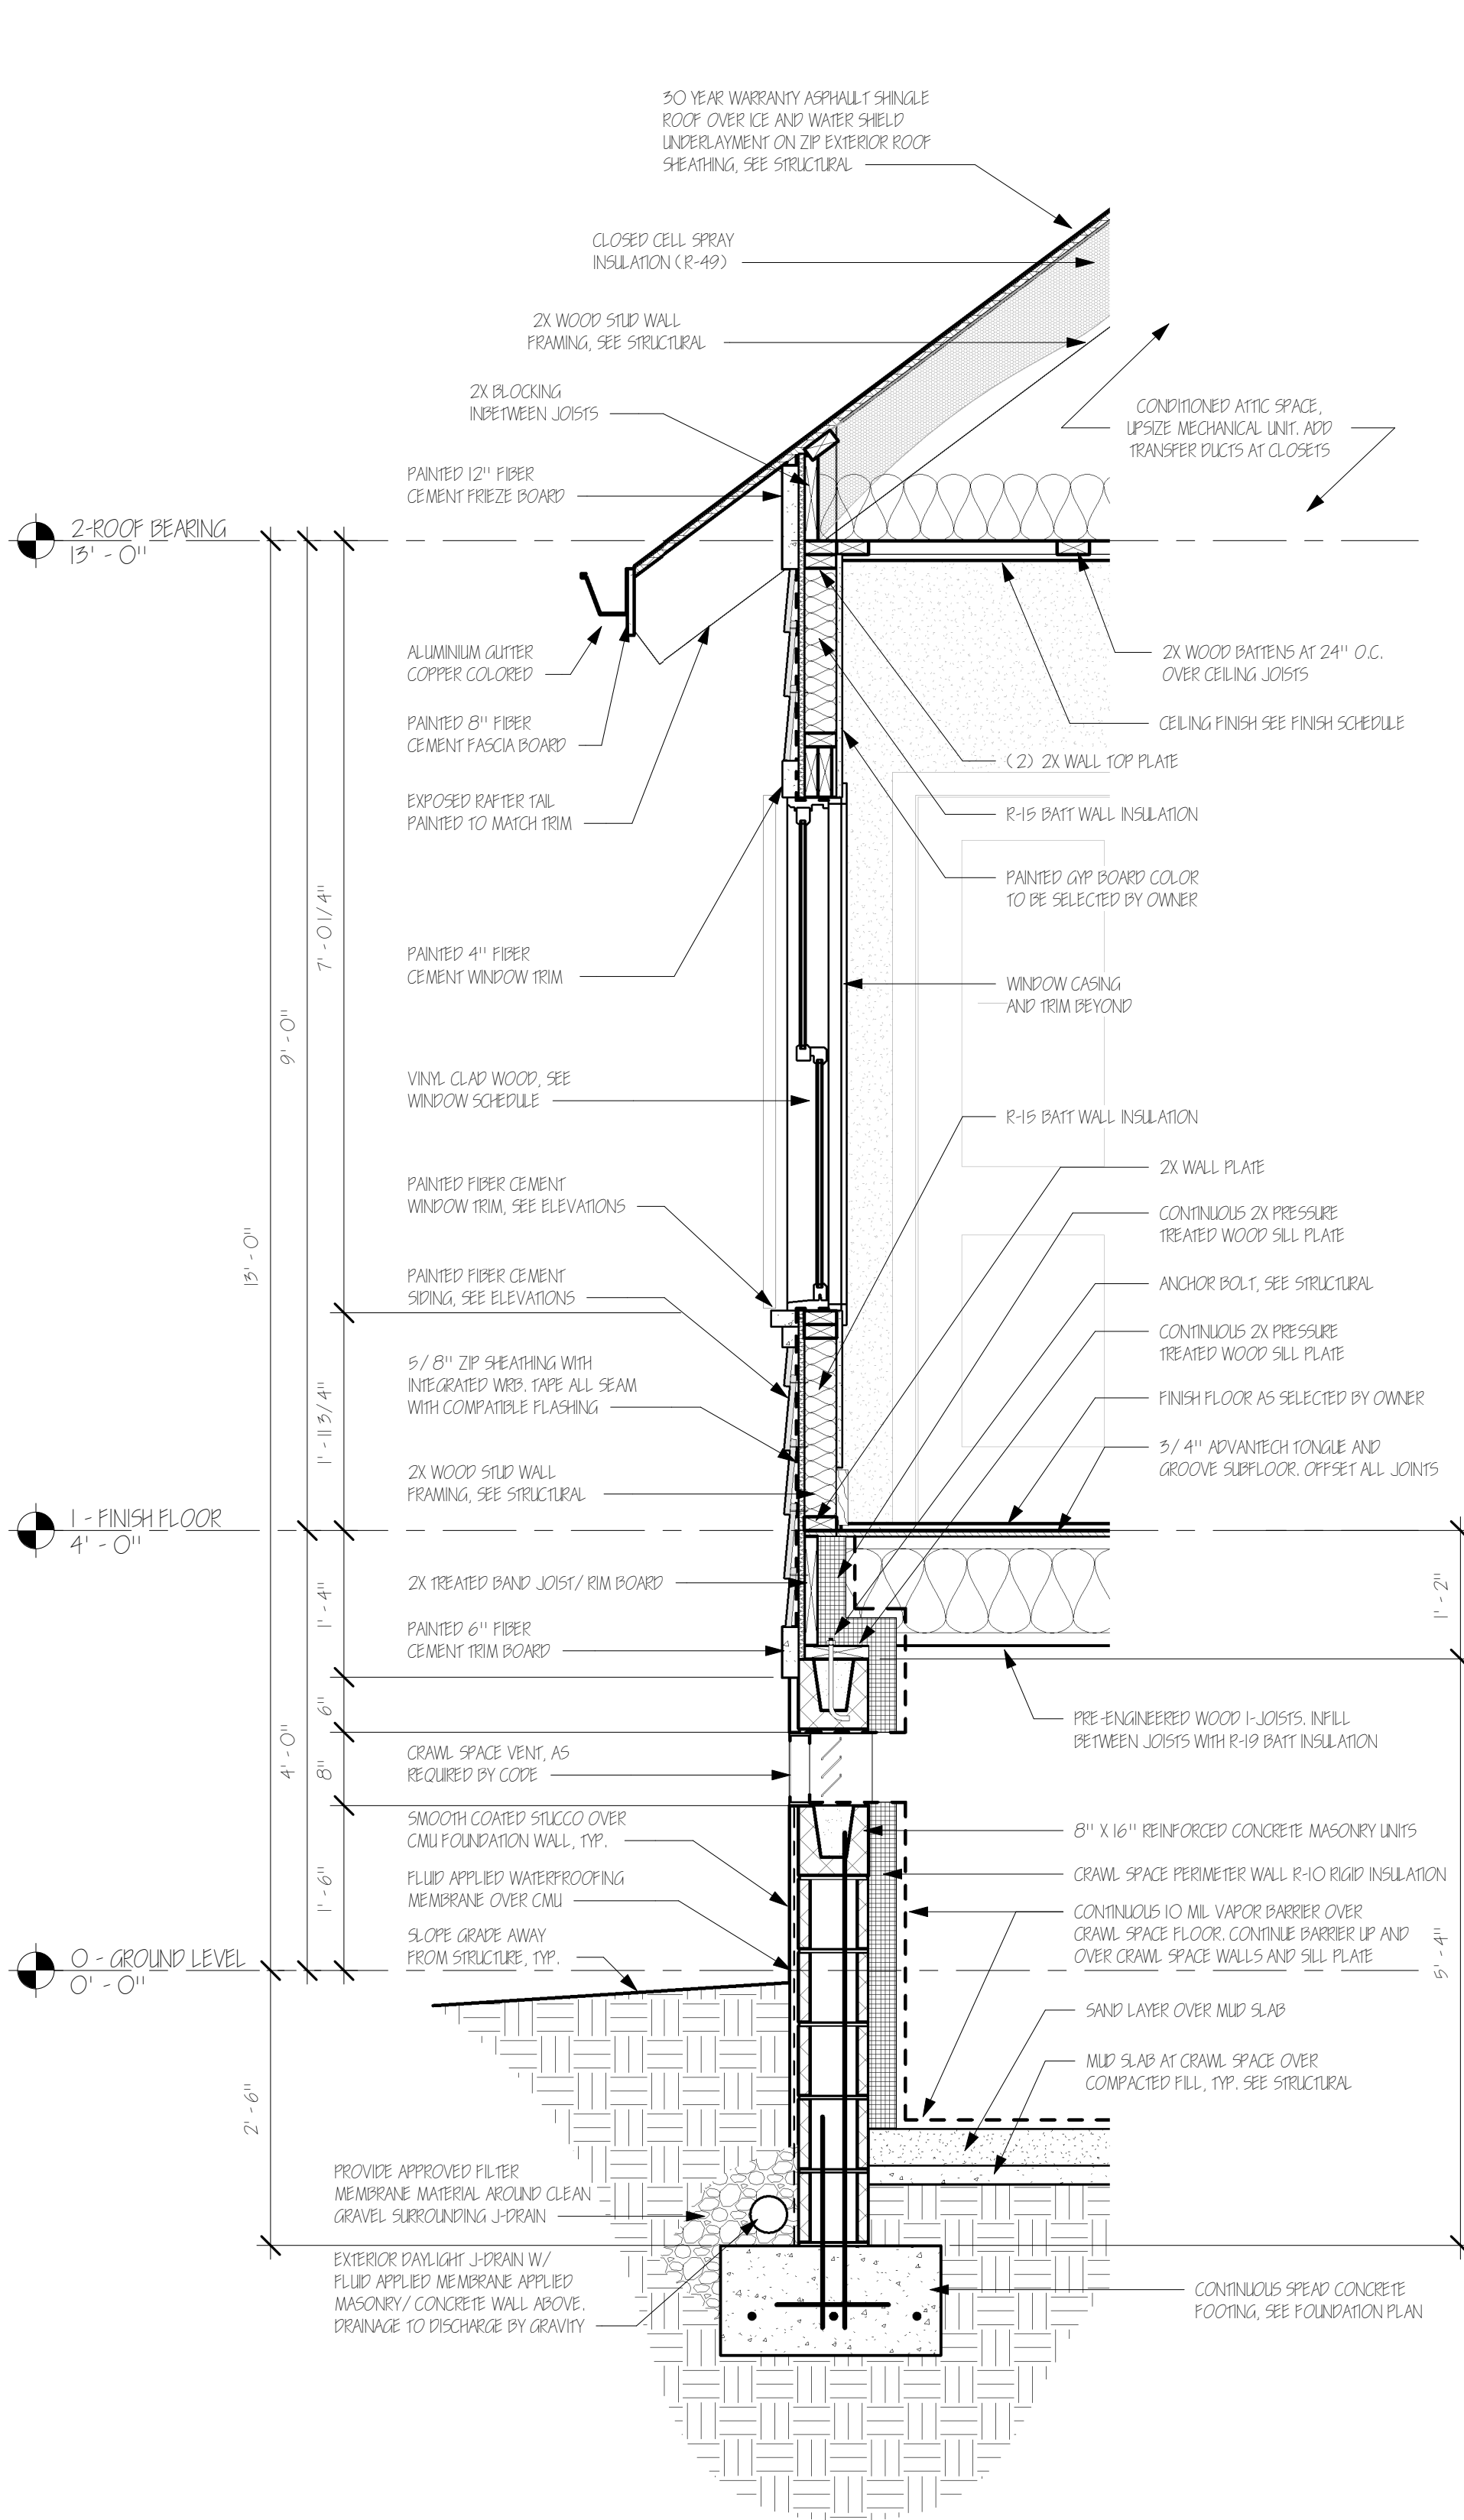 30 YEAR WARRANTY ASPHAULT SHINGLE
ROOF OVER ICE AND WATER SHIELD
UNDERLAYMENT ON ZIP EXTERIOR ROOF
SHEATHING, SEE STRUCTURAL
CLOSED CELL SPRAY
INSULATION (R-49)
2X WOOD STUD WALL
FRAMING, SEE STRUCTURAL
2X BLOCKING
INBETWEEN JOISTS
CONDITIONED ATTIC SPACE,
UPSIZE MECHANICAL UNIT. ADD
TRANSFER DUCTS AT CLOSETS
PAINTED 12" FIBER
CEMENT FRIEZE BOARD
2-ROOF BEARING
13' - 0"
ALUMINIUM GUTTER
COPPER COLORED
2X WOOD BATTENS AT 24" O.C.
OVER CEILING JOISTS
PAINTED 8" FIBER
CEMENT FASCIA BOARD
CEILING FINISH SEE FINISH SCHEDULE
(2) 2X WALL TOP PLATE
EXPOSED RAFTER TAIL
PAINTED TO MATCH TRIM
R-15 BATT WALL INSULATION
PAINTED GYP BOARD COLOR
TO BE SELECTED BY OWNER
7' - 0 1/4"
PAINTED 4" FIBER
CEMENT WINDOW TRIM
WINDOW CASING
AND TRIM BEYOND
9' - 0"
VINYL CLAD WOOD, SEE
WINDOW SCHEDULE
R-15 BATT WALL INSULATION
2X WALL PLATE
PAINTED FIBER CEMENT
WINDOW TRIM, SEE ELEVATIONS
CONTINUOUS 2X PRESSURE
TREATED WOOD SILL PLATE
13' - 0"
PAINTED FIBER CEMENT
SIDING, SEE ELEVATIONS
ANCHOR BOLT, SEE STRUCTURAL
CONTINUOUS 2X PRESSURE
TREATED WOOD SILL PLATE
5/8" ZIP SHEATHING WITH
INTEGRATED WRB. TAPE ALL SEAM
WITH COMPATIBLE FLASHING
FINISH FLOOR AS SELECTED BY OWNER
1' - 11 3/4"
3/4" ADVANTECH TONGUE AND
GROOVE SUBFLOOR. OFFSET ALL JOINTS
2X WOOD STUD WALL
FRAMING, SEE STRUCTURAL
1 - FINISH FLOOR
4' - 0"
2X TREATED BAND JOIST/ RIM BOARD
1' - 4"
1' - 2"
PAINTED 6" FIBER
CEMENT TRIM BOARD
6"
PRE-ENGINEERED WOOD I-JOISTS. INFILL
BETWEEN JOISTS WITH R-19 BATT INSULATION
4' - 0"
8"
CRAWL SPACE VENT, AS
REQUIRED BY CODE
SMOOTH COATED STUCCO OVER
CMU FOUNDATION WALL, TYP.
8" X 16" REINFORCED CONCRETE MASONRY UNITS
1' - 6"
FLUID APPLIED WATERPROOFING
MEMBRANE OVER CMU
CRAWL SPACE PERIMETER WALL R-10 RIGID INSULATION
CONTINUOUS 10 MIL VAPOR BARRIER OVER
CRAWL SPACE FLOOR. CONTINUE BARRIER UP AND
OVER CRAWL SPACE WALLS AND SILL PLATE
SLOPE GRADE AWAY
FROM STRUCTURE, TYP.
0 - GROUND LEVEL
0' - 0"
5' - 4"
SAND LAYER OVER MUD SLAB
MUD SLAB AT CRAWL SPACE OVER
COMPACTED FILL, TYP. SEE STRUCTURAL
2' - 6"
PROVIDE APPROVED FILTER
MEMBRANE MATERIAL AROUND CLEAN
GRAVEL SURROUNDING J-DRAIN
EXTERIOR DAYLIGHT J-DRAIN W/
FLUID APPLIED MEMBRANE APPLIED
MASONRY/ CONCRETE WALL ABOVE.
DRAINAGE TO DISCHARGE BY GRAVITY
CONTINUOUS SPEAD CONCRETE
FOOTING, SEE FOUNDATION PLAN